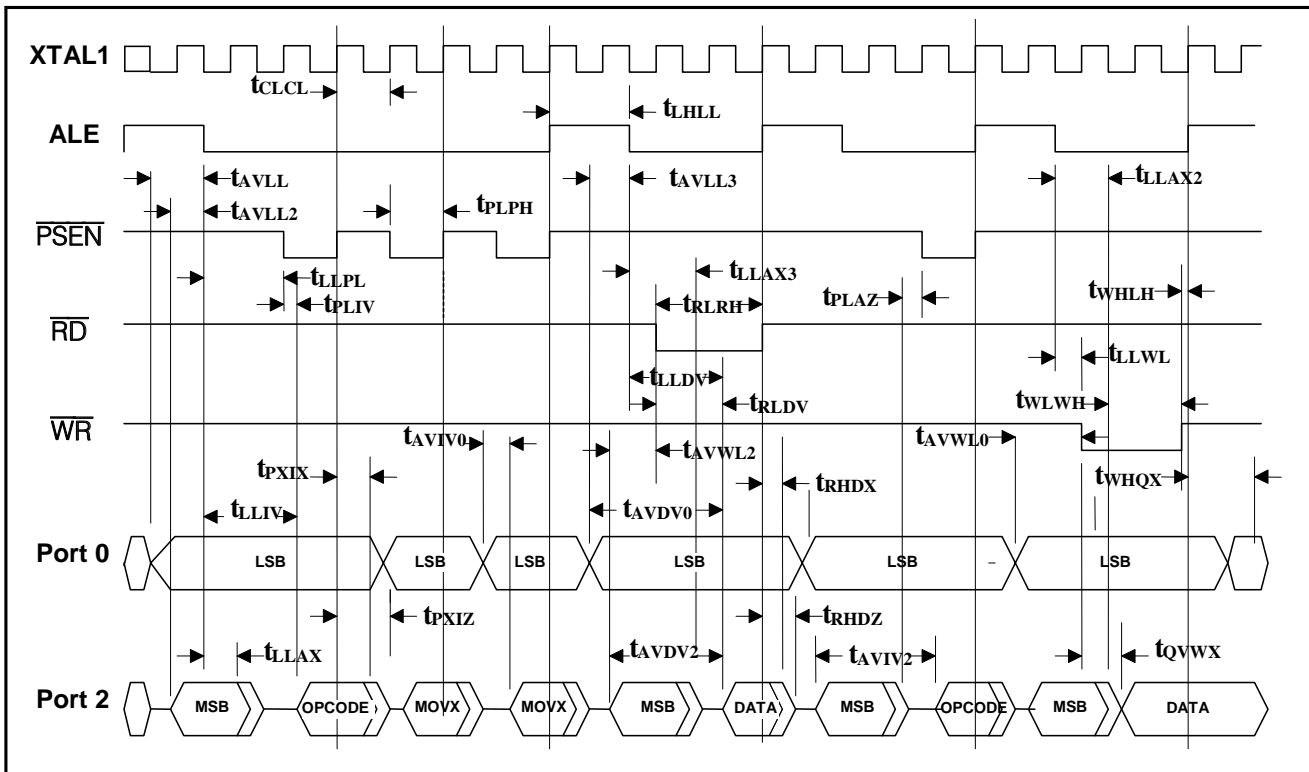 XTAL1
tCLCL
tLHLL
ALE
tAVLL tAVLL3 tLLAX2
tAVLL2 tPLPH
PSEN
tLLPL tLLAX3
tPLIV tRLRH tPLAZ tWHLH
RD
tLLWL
tLLDV
tRLDV tWLWH
WR
tAVIV0 tAVWL2 tAVWL0
tPXIX tRHDX tWHQX
tLLIV tAVDV0
Port 0 LSB LSB LSB LSB LSB LSB
tPXIZ tRHDZ
tLLAX tAVDV2 tAVIV2 tQVWX
Port 2 MSB OPCODE MOVX MOVX MSB DATA MSB OPCODE MSB DATA